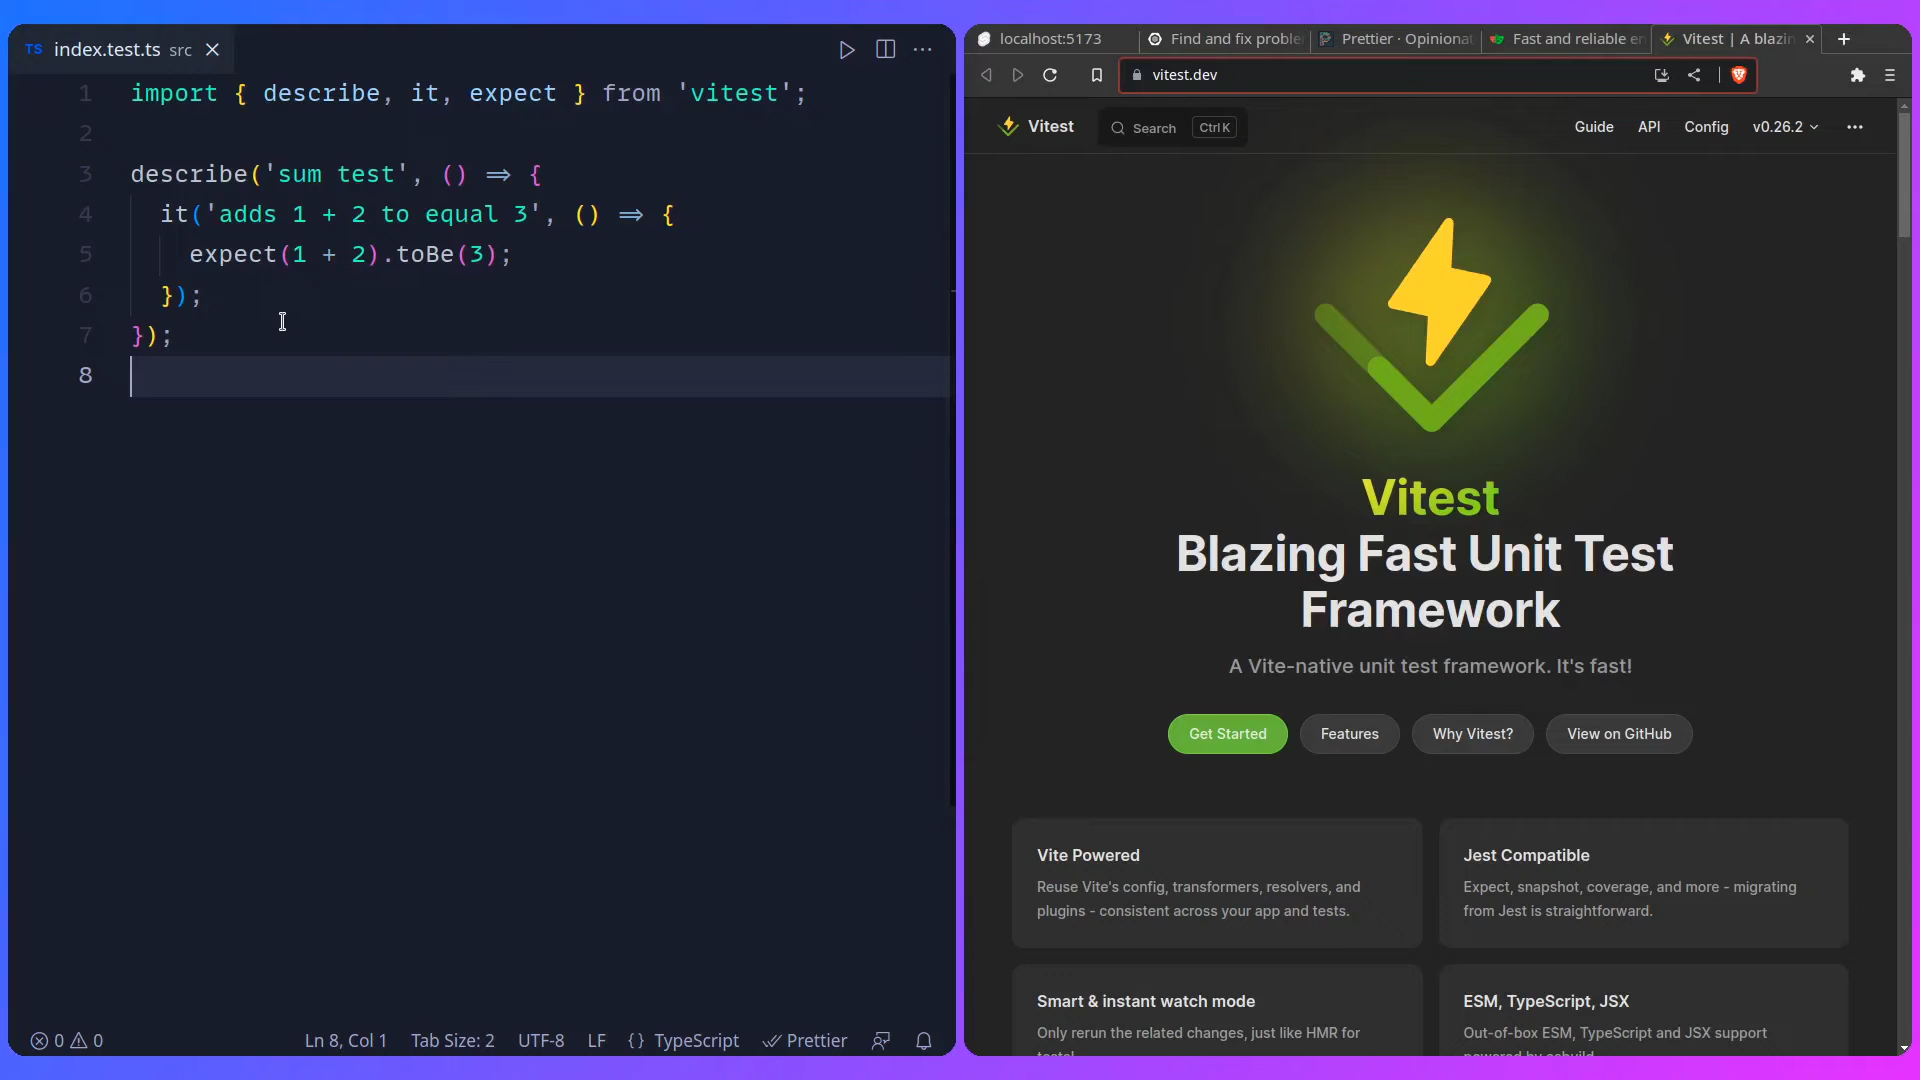 TS index.test.ts src
1 import { describe, it, expect } from 'vitest';
2
3 describe('sum test', () => {
4 it('adds 1 + 2 to equal 3', () => {
5 expect(1 + 2).toBe(3);
6 });
7 });
8
0 0
Ln 8, Col 1
Tab Size: 2
UTF-8
LF
{} TypeScript
Prettier
localhost:5173
Find and fix proble
Prettier · Opinionat
Fast and reliable en
Vitest | A blazin
vitest.dev
Vitest
Search
Ctrl K
Guide
API
Config
v0.26.2
Vitest
Blazing Fast Unit Test
Framework
A Vite-native unit test framework. It's fast!
Get Started
Features
Why Vitest?
View on GitHub
Vite Powered
Reuse Vite's config, transformers, resolvers, and
plugins - consistent across your app and tests.
Jest Compatible
Expect, snapshot, coverage, and more - migrating
from Jest is straightforward.
Smart & instant watch mode
Only rerun the related changes, just like HMR for
tests!
ESM, TypeScript, JSX
Out-of-box ESM, TypeScript and JSX support
powered by esbuild